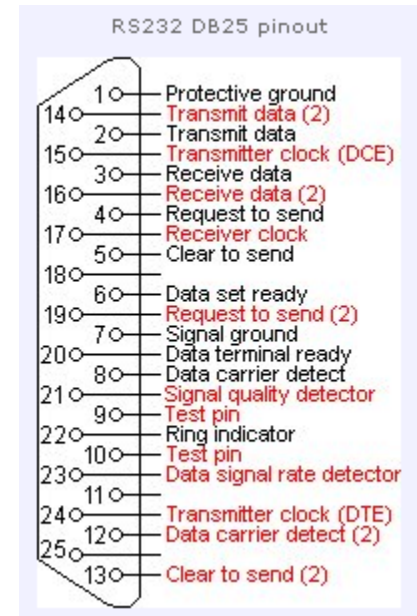 RS232 DB25 pinout
1 Protective ground
14 Transmit data (2)
2 Transmit data
15 Transmitter clock (DCE)
3 Receive data
16 Receive data (2)
4 Request to send
17 Receiver clock
5 Clear to send
18
6 Data set ready
19 Request to send (2)
7 Signal ground
20 Data terminal ready
8 Data carrier detect
21 Signal quality detector
9 Test pin
22 Ring indicator
10 Test pin
23 Data signal rate detector
11
24 Transmitter clock (DTE)
12 Data carrier detect (2)
25
13 Clear to send (2)